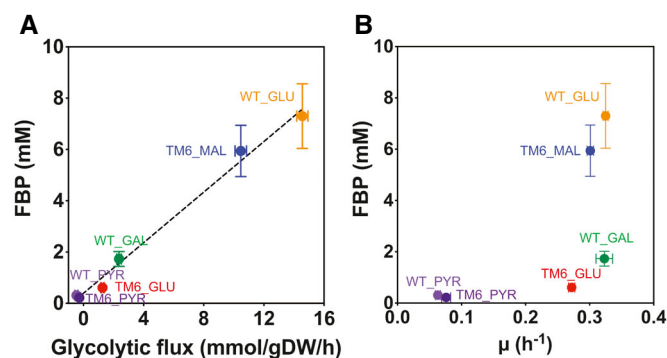 A
FBP (mM)
8
6
4
2
0
WT_GLU
TM6_MAL
WT_GAL
WT_PYR
TM6_GLU
TM6_PYR
0 4 8 12 16
Glycolytic flux (mmol/gDW/h)
B
FBP (mM)
8
6
4
2
0
WT_GLU
TM6_MAL
WT_GAL
TM6_GLU
WT_PYR
TM6_PYR
0.0 0.1 0.2 0.3 0.4
μ (h⁻¹)